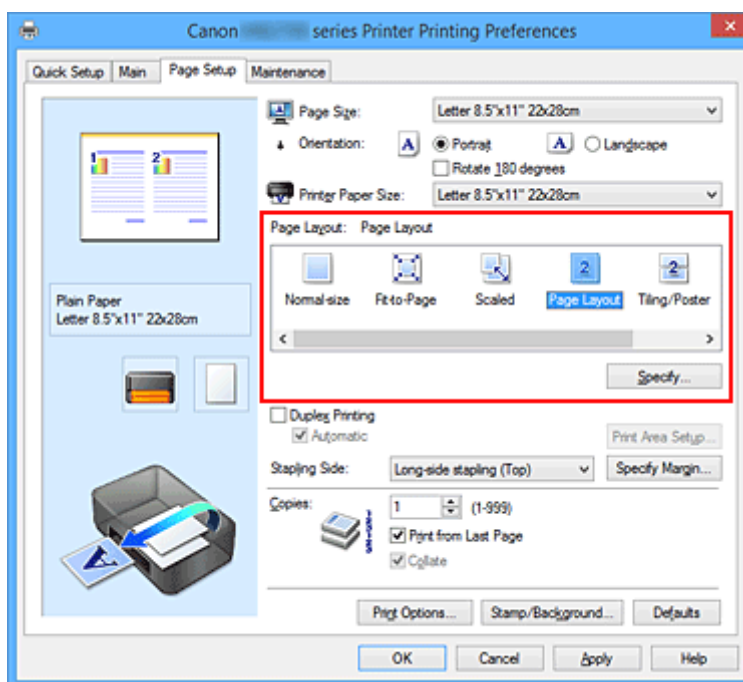 Canon series Printer Printing Preferences
Quick Setup Main Page Setup Maintenance
Page Size: Letter 8.5"x11" 22x28cm
Orientation: A Portrait A Landscape
Rotate 180 degrees
Printer Paper Size: Letter 8.5"x11" 22x28cm
1 2
Page Layout: Page Layout
2 2
Normal-size Fit-to-Page Scaled Page Layout Tiling/Poster
Plain Paper
Letter 8.5"x11" 22x28cm
Specify...
Duplex Printing
Automatic
Print Area Setup...
Stapling Side: Long-side stapling (Top) Specify Margin...
Copies: 1 (1-999)
Print from Last Page
Collate
A
Print Options... Stamp/Background... Defaults
OK Cancel Apply Help